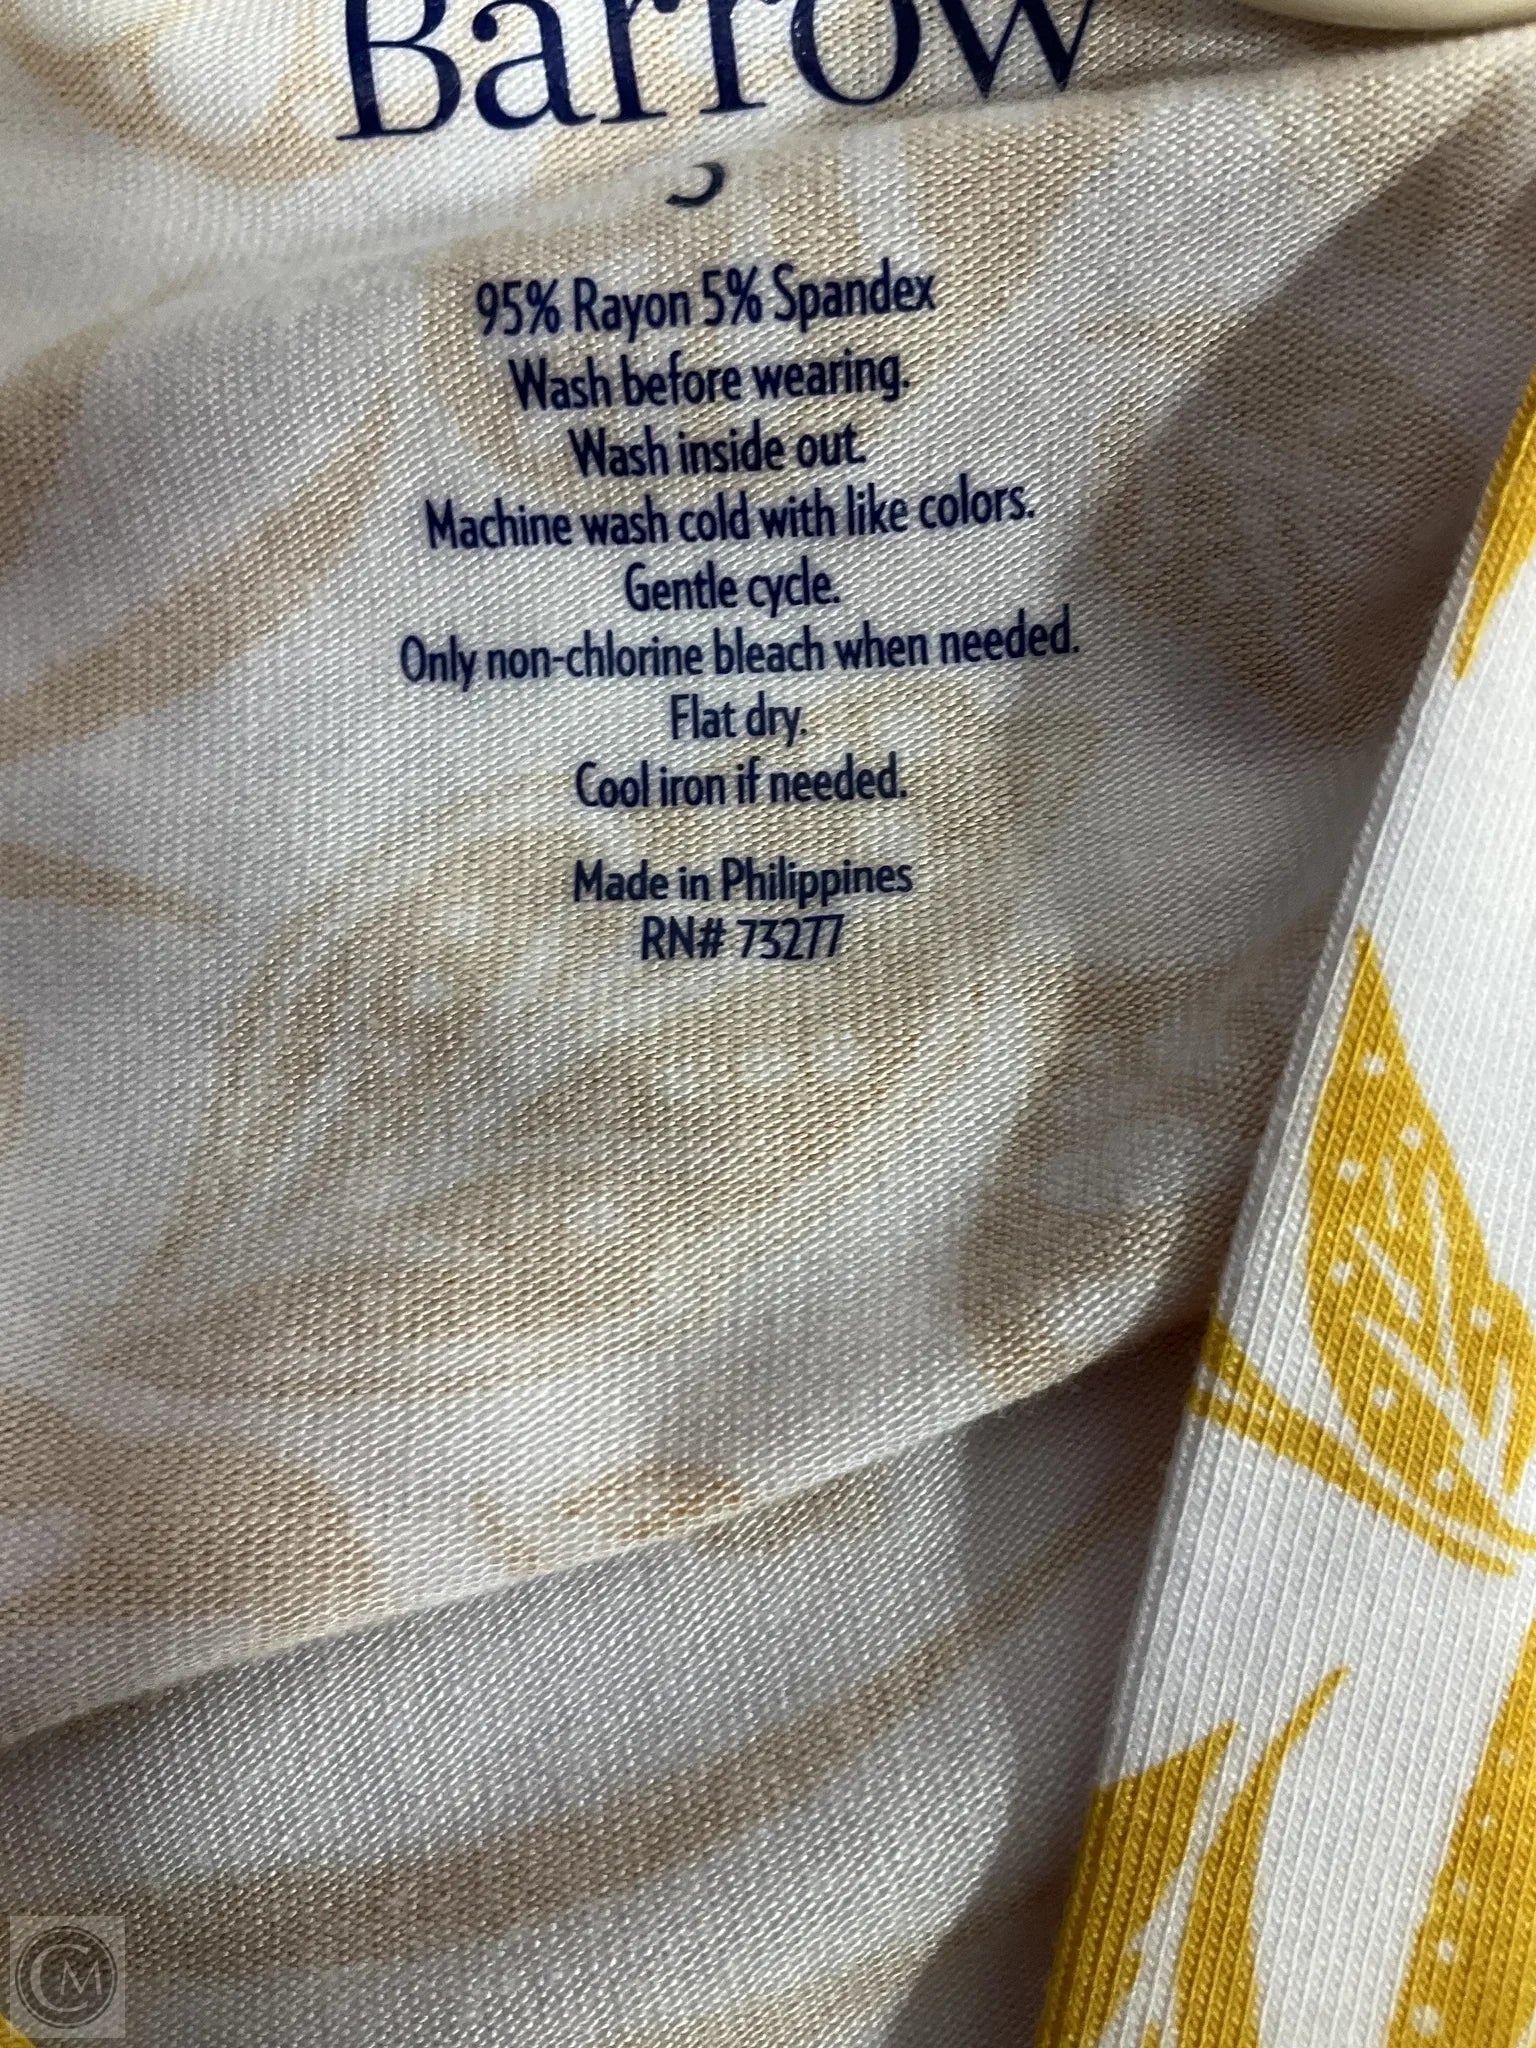 Barrow
95% Rayon 5% Spandex
Wash before wearing.
Wash inside out.
Machine wash cold with like colors.
Gentle cycle.
Only non-chlorine bleach when needed.
Flat dry.
Cool iron if needed.
Made in Philippines
RN# 73277
CM